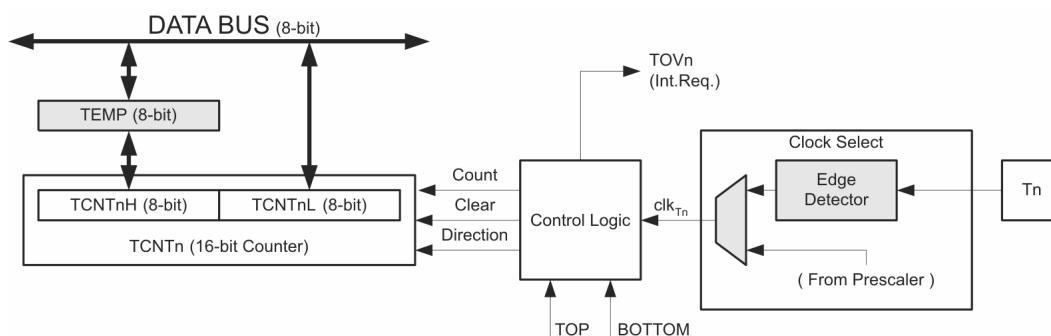 DATA BUS (8-bit)
TOVn
(Int.Req.)
TEMP (8-bit)
Clock Select
Count
Edge
Detector
Tn
TCNTnH (8-bit)
TCNTnL (8-bit)
Clear
Control Logic
clkTn
TCNTn (16-bit Counter)
Direction
( From Prescaler )
TOP
BOTTOM